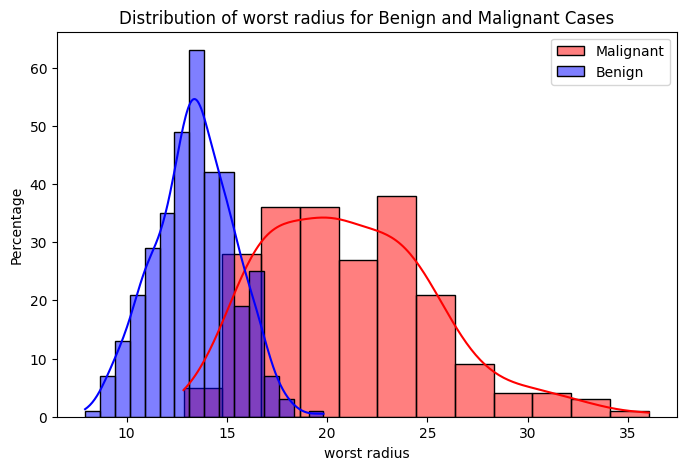 Distribution of worst radius for Benign and Malignant Cases
Malignant
Benign
Percentage
60
50
40
30
20
10
0
10 15 20 25 30 35
worst radius